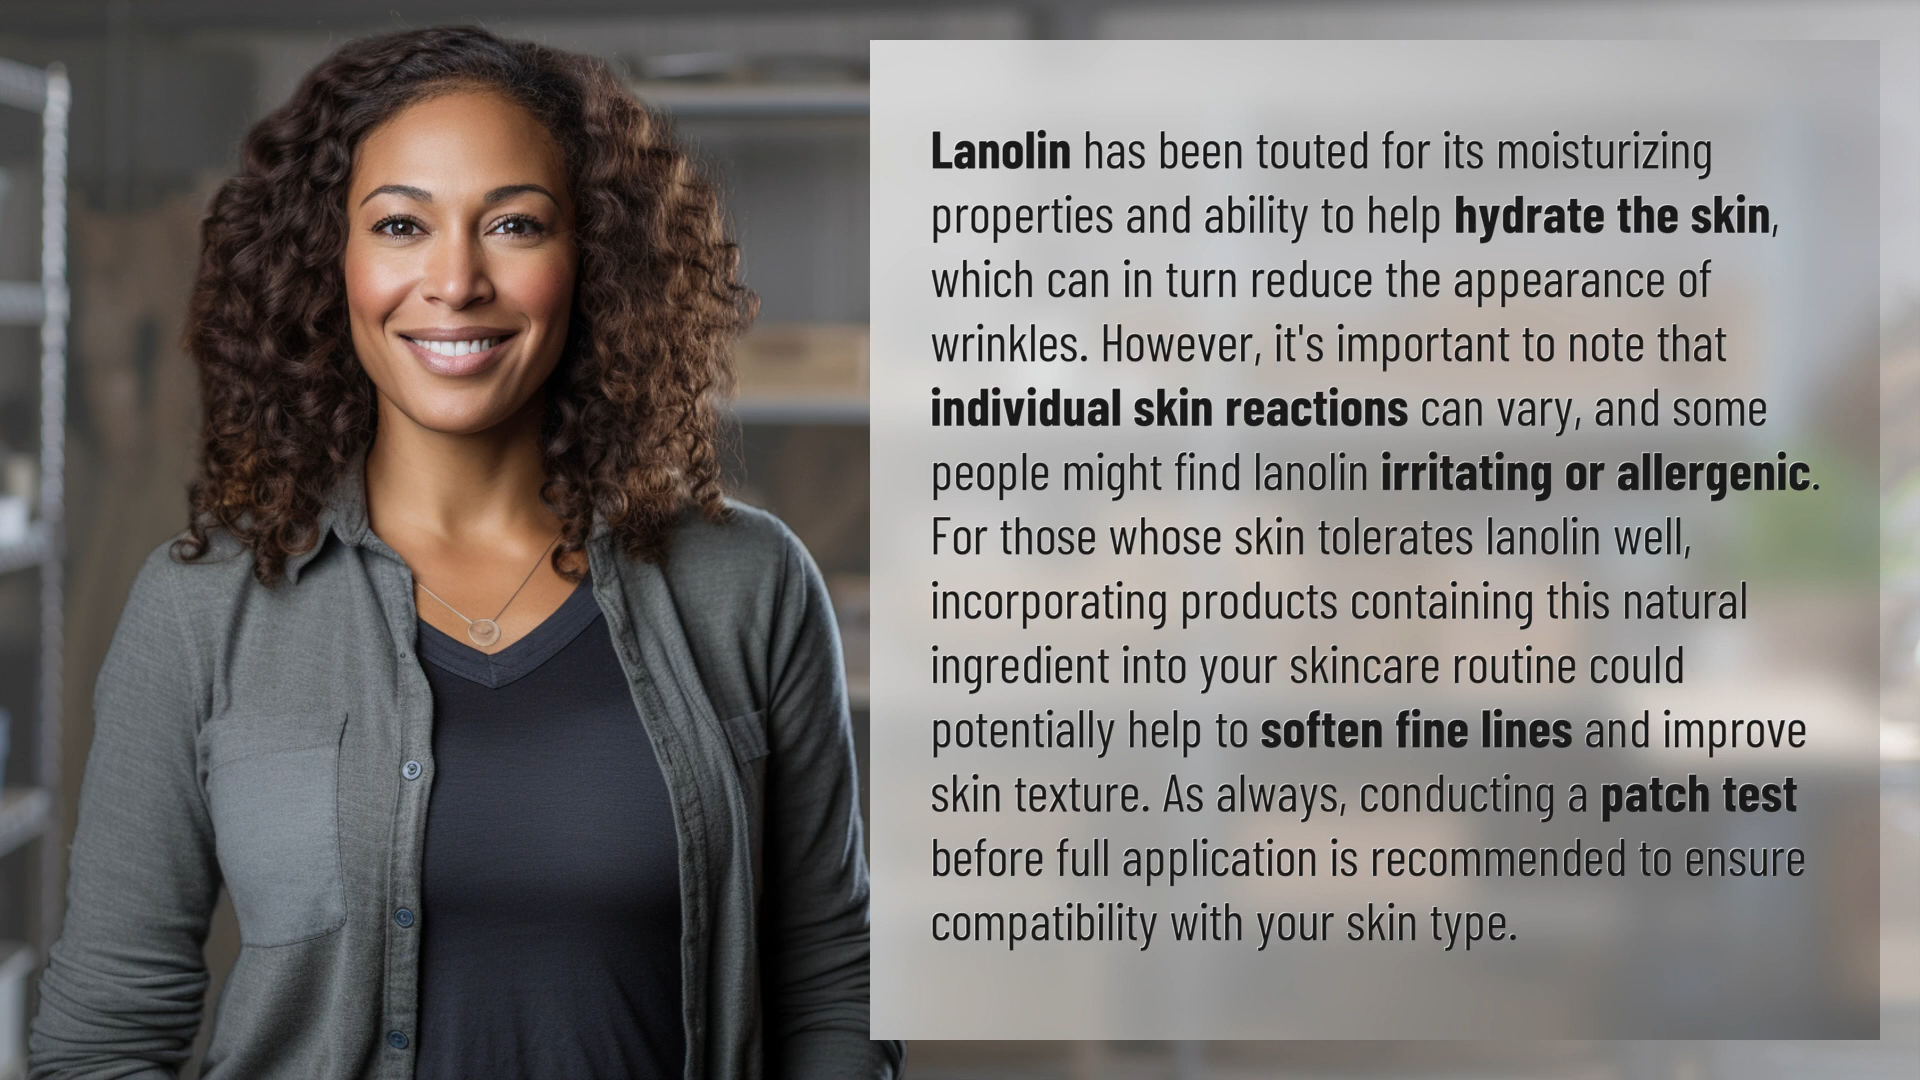 Lanolin has been touted for its moisturizing
properties and ability to help hydrate the skin,
which can in turn reduce the appearance of
wrinkles. However, it's important to note that
individual skin reactions can vary, and some
people might find lanolin irritating or allergenic.
For those whose skin tolerates lanolin well,
incorporating products containing this natural
ingredient into your skincare routine could
potentially help to soften fine lines and improve
skin texture. As always, conducting a patch test
before full application is recommended to ensure
compatibility with your skin type.